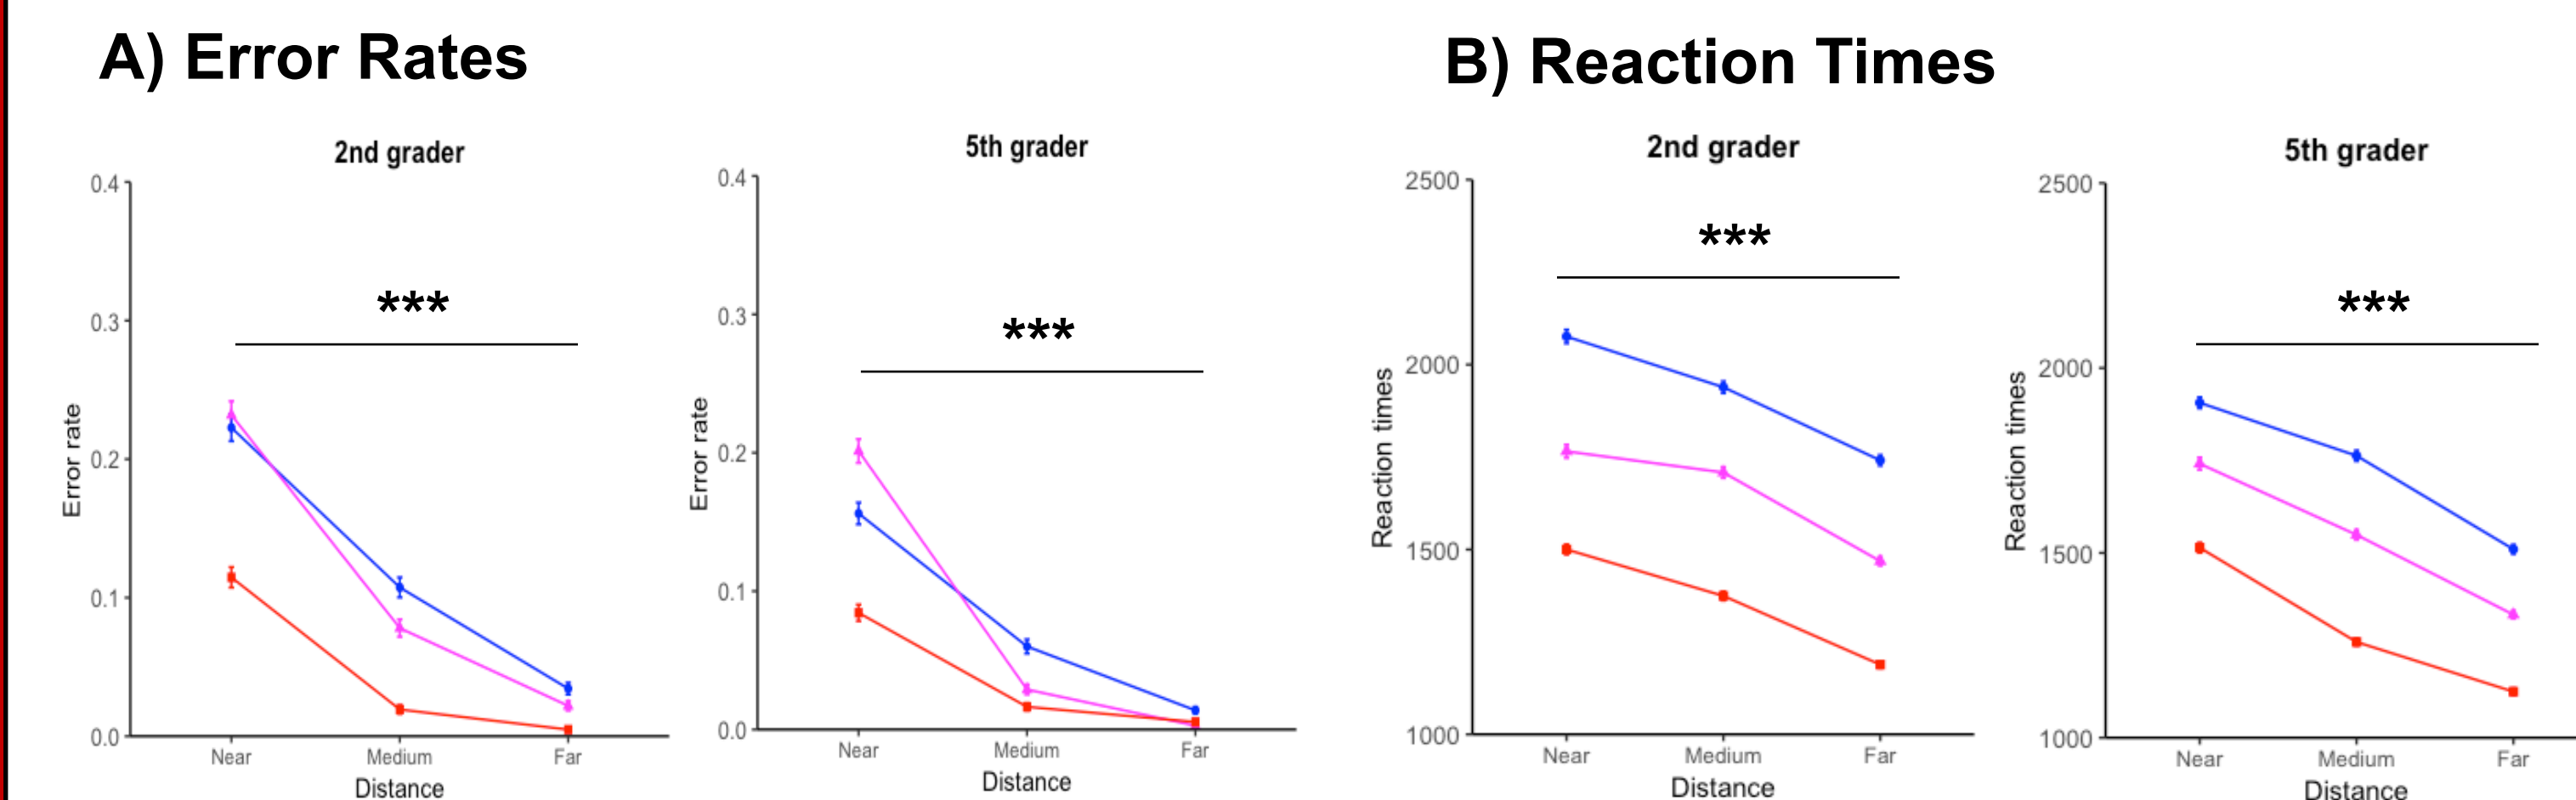 A) Error Rates
2nd grader
0.4
0.3
0.2
0.1
0.0
Error rate
***
Near Medium Far
Distance
5th grader
0.4
0.3
0.2
0.1
0.0
Error rate
***
Near Medium Far
Distance
B) Reaction Times
2nd grader
2500
2000
1500
1000
Reaction times
***
Near Medium Far
Distance
5th grader
2500
2000
1500
1000
Reaction times
***
Near Medium Far
Distance